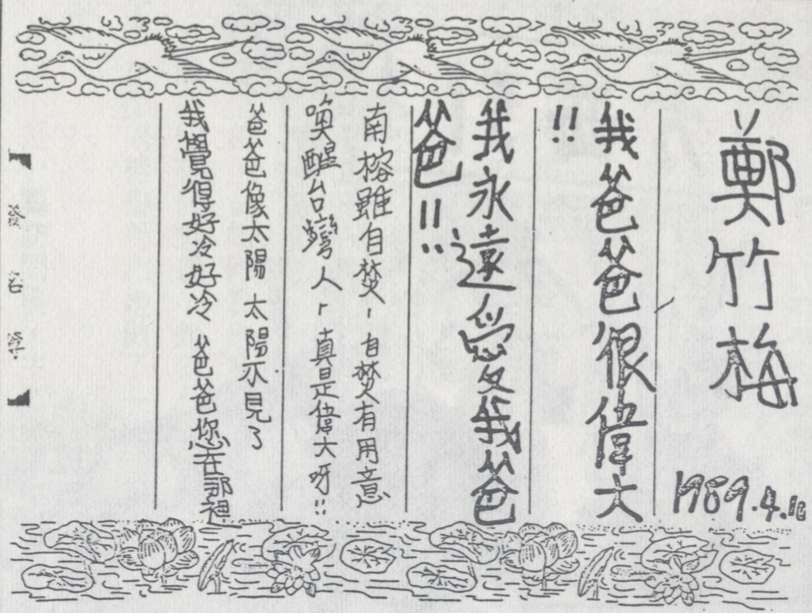 鄭竹梅
1989.4.16
我爸爸很偉大
!!
我永遠愛我爸
爸!!
南榕雖自焚,自焚有用意
喚醒台灣人,真是偉大呀!!
爸爸像太陽 太陽不見了
我覺得好冷好冷 爸爸您在那裡
簽名簿